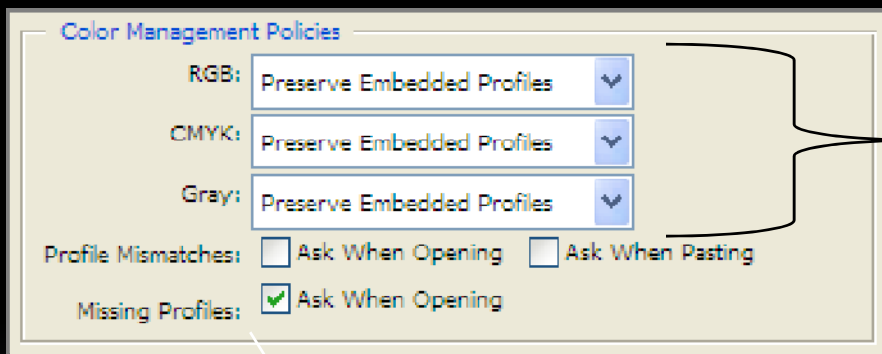 Color Management Policies
RGB: Preserve Embedded Profiles
CMYK: Preserve Embedded Profiles
Gray: Preserve Embedded Profiles
Profile Mismatches: Ask When Opening Ask When Pasting
Missing Profiles: Ask When Opening